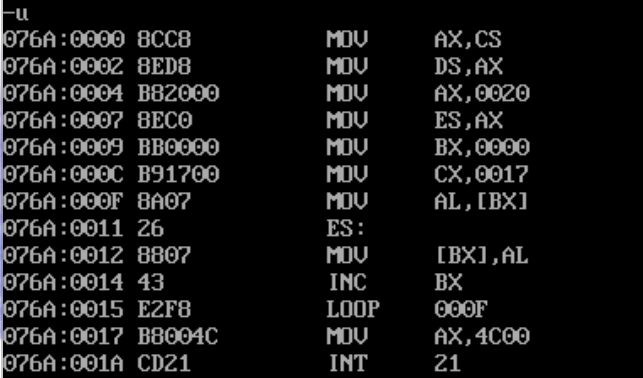 -u
076A:0000 8CC8 MOV AX,CS
076A:0002 8ED8 MOV DS,AX
076A:0004 B82000 MOV AX,0020
076A:0007 8EC0 MOV ES,AX
076A:0009 BB0000 MOV BX,0000
076A:000C B91700 MOV CX,0017
076A:000F 8A07 MOV AL,[BX]
076A:0011 26 ES:
076A:0012 8807 MOV [BX],AL
076A:0014 43 INC BX
076A:0015 E2F8 LOOP 000F
076A:0017 B8004C MOV AX,4C00
076A:001A CD21 INT 21